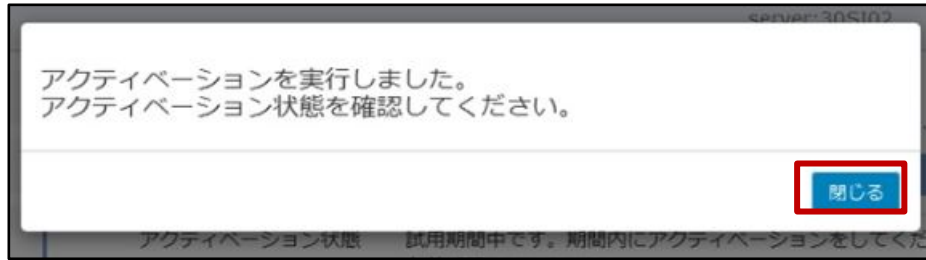 server:30SI02
アクティベーションを実行しました。
アクティベーション状態を確認してください。
閉じる
アクティベーション状態 試用期間中です。期間内にアクティベーションをしてくだ